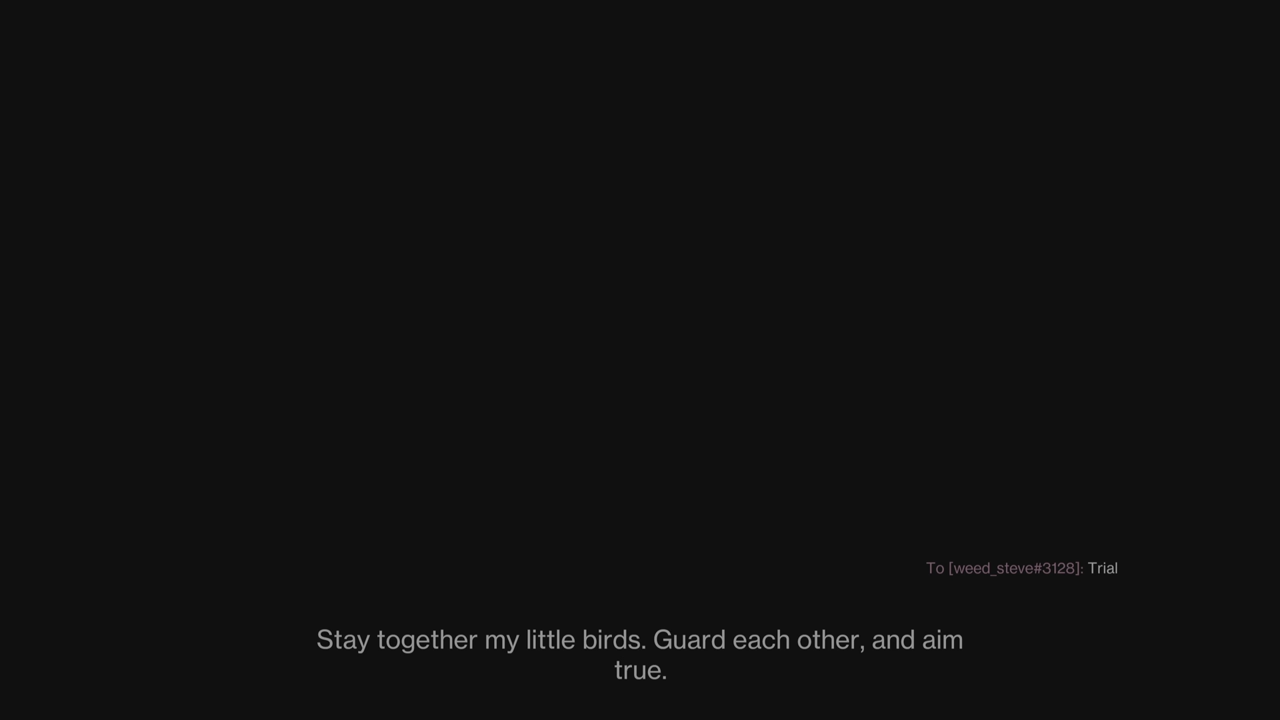 To [weed_steve#3128]: Trial
Stay together my little birds. Guard each other, and aim
true.